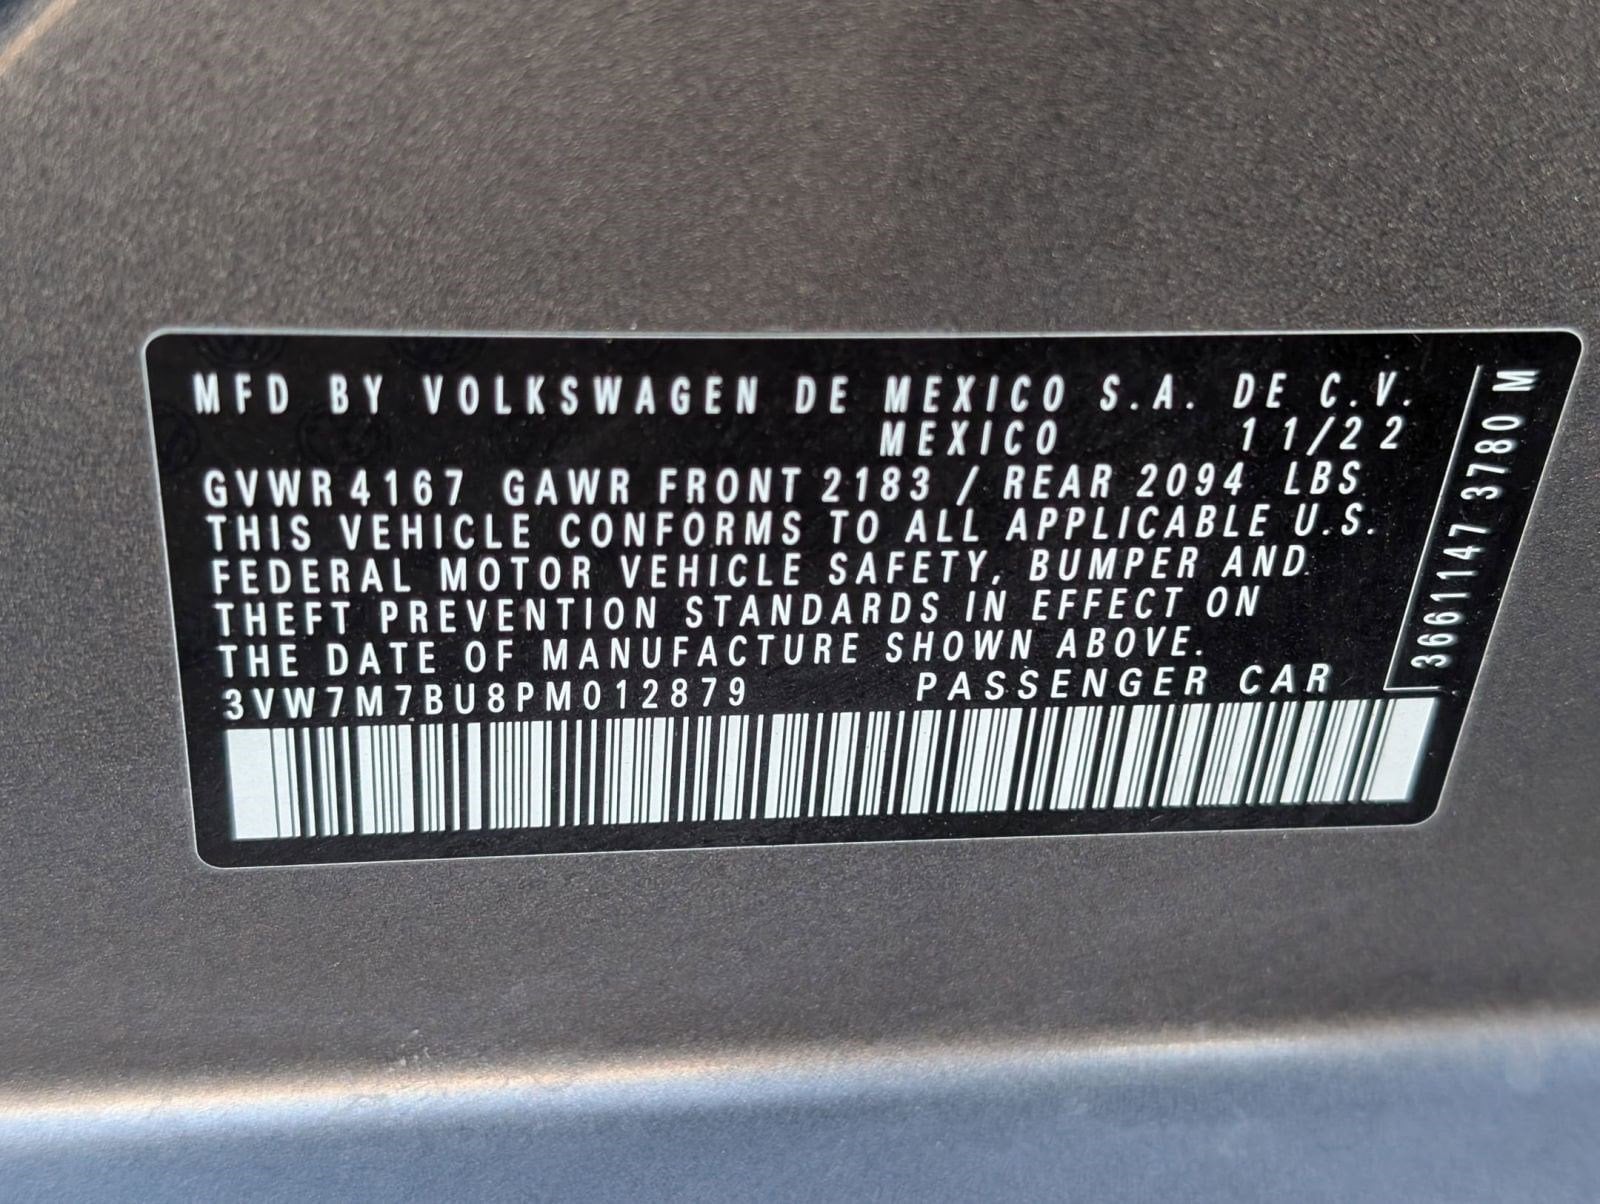 MFD BY VOLKSWAGEN DE MEXICO S.A. DE C.V.
MEXICO 11/22
GVWR 4167 GAWR FRONT 2183 / REAR 2094 LBS
THIS VEHICLE CONFORMS TO ALL APPLICABLE U.S.
FEDERAL MOTOR VEHICLE SAFETY, BUMPER AND
THEFT PREVENTION STANDARDS IN EFFECT ON
THE DATE OF MANUFACTURE SHOWN ABOVE.
3VW7M7BU8PM012879 PASSENGER CAR
3661147 3780 M